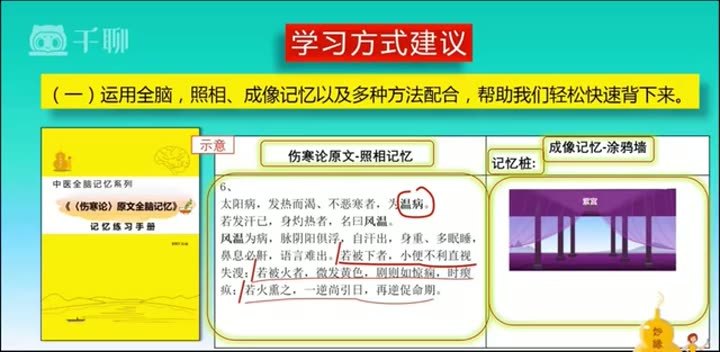 千聊
学习方式建议
（一）运用全脑，照相、成像记忆以及多种方法配合，帮助我们轻松快速背下来。
中医全脑记忆系列
《《伤寒论》原文全脑记忆》
记忆练习手册
示意
伤寒论原文-照相记忆
6、
太阳病，发热而渴、不恶寒者，为温病。
若发汗已，身灼热者，名曰风温。
风温为病，脉阴阳俱浮，自汗出，身重、多眠睡，
鼻息必鼾，语言难出。若被下者，小便不利直视
失溲；若被火者，微发黄色，剧则如惊痫，时瘈
疭；若火熏之，一逆尚引日，再逆促命期。
成像记忆-涂鸦墙
记忆桩：
紫宫